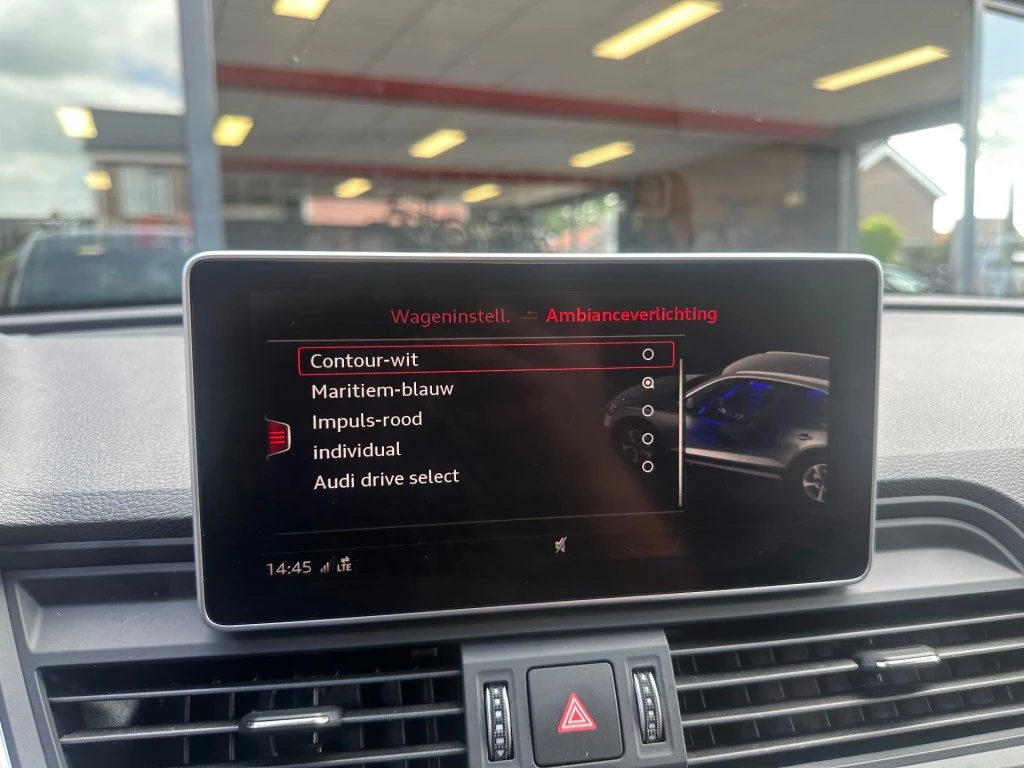 Wageninstell. Ambianceverlichting
Contour-wit
Maritiem-blauw
Impuls-rood
individual
Audi drive select
14:45 LTE